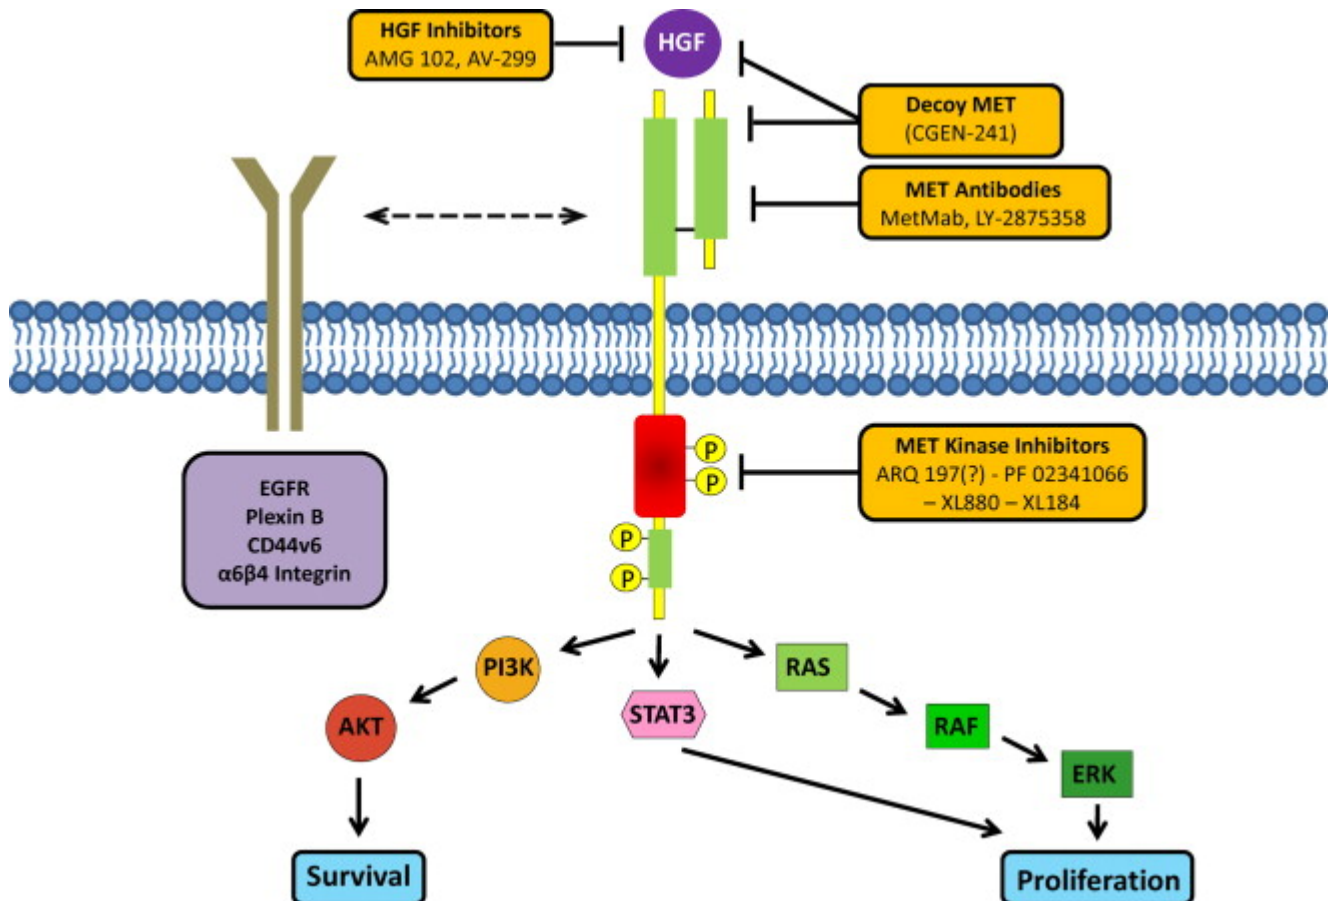 HGF Inhibitors
AMG 102, AV-299
HGF
Decoy MET
(CGEN-241)
MET Antibodies
MetMab, LY-2875358
MET Kinase Inhibitors
ARQ 197(?) - PF 02341066
– XL880 – XL184
P
P
P
P
EGFR
Plexin B
CD44v6
α6β4 Integrin
PI3K
AKT
STAT3
RAS
RAF
ERK
Survival
Proliferation